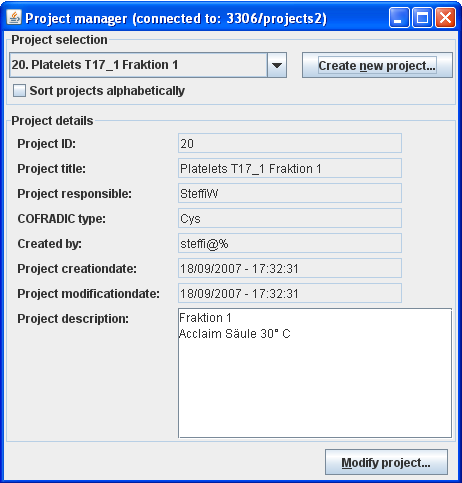 Project manager (connected to: 3306/projects2)
Project selection
20. Platelets T17_1 Fraktion 1
Create new project...
Sort projects alphabetically
Project details
Project ID: 20
Project title: Platelets T17_1 Fraktion 1
Project responsible: SteffiW
COFRADIC type: Cys
Created by: steffi@%
Project creationdate: 18/09/2007 - 17:32:31
Project modificationdate: 18/09/2007 - 17:32:31
Project description: Fraktion 1
Acclaim Säule 30° C
Modify project...